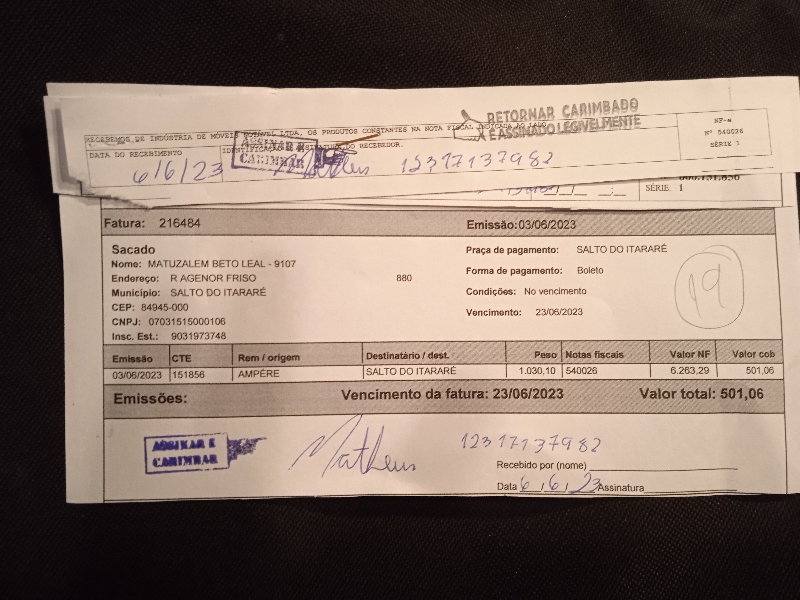 RECEBEMOS DE INDÚSTRIA DE MÓVEIS NOTÁVEL LTDA. OS PRODUTOS CONSTANTES NA NOTA FISCAL INDICADA AO LADO
RETORNAR CARIMBADO
E ASSINADO LEGIVELMENTE
NF-e
Nº 540026
SÉRIE 1
DATA DO RECEBIMENTO
6/6/23
ASSINAR E
CARIMBAR
DO RECEBEDOR.
Matheus 12317137982
SÉRIE: 1
Fatura: 216484
Emissão:03/06/2023
Sacado
Nome: MATUZALEM BETO LEAL - 9107
Endereço: R AGENOR FRISO 880
Município: SALTO DO ITARARÉ
CEP: 84945-000
CNPJ: 07031515000106
Insc. Est.: 9031973748
Praça de pagamento: SALTO DO ITARARÉ
Forma de pagamento: Boleto
Condições: No vencimento
Vencimento: 23/06/2023
19
Emissão CTE Rem / origem Destinatário / dest. Peso Notas fiscais Valor NF Valor cob
03/06/2023 151856 AMPÉRE SALTO DO ITARARÉ 1.030,10 540026 6.263,29 501,06
Emissões: Vencimento da fatura: 23/06/2023 Valor total: 501,06
ASSINAR E
CARIMBAR
Matheus
12317137982
Recebido por (nome)
Data 6/6/23 Assinatura